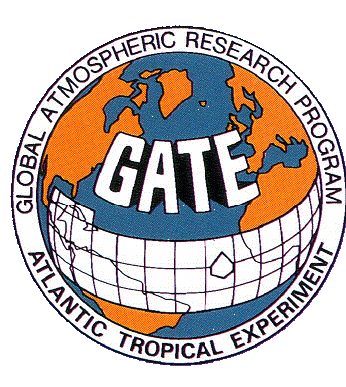 GLOBAL ATMOSPHERIC RESEARCH PROGRAM
GATE
ATLANTIC TROPICAL EXPERIMENT